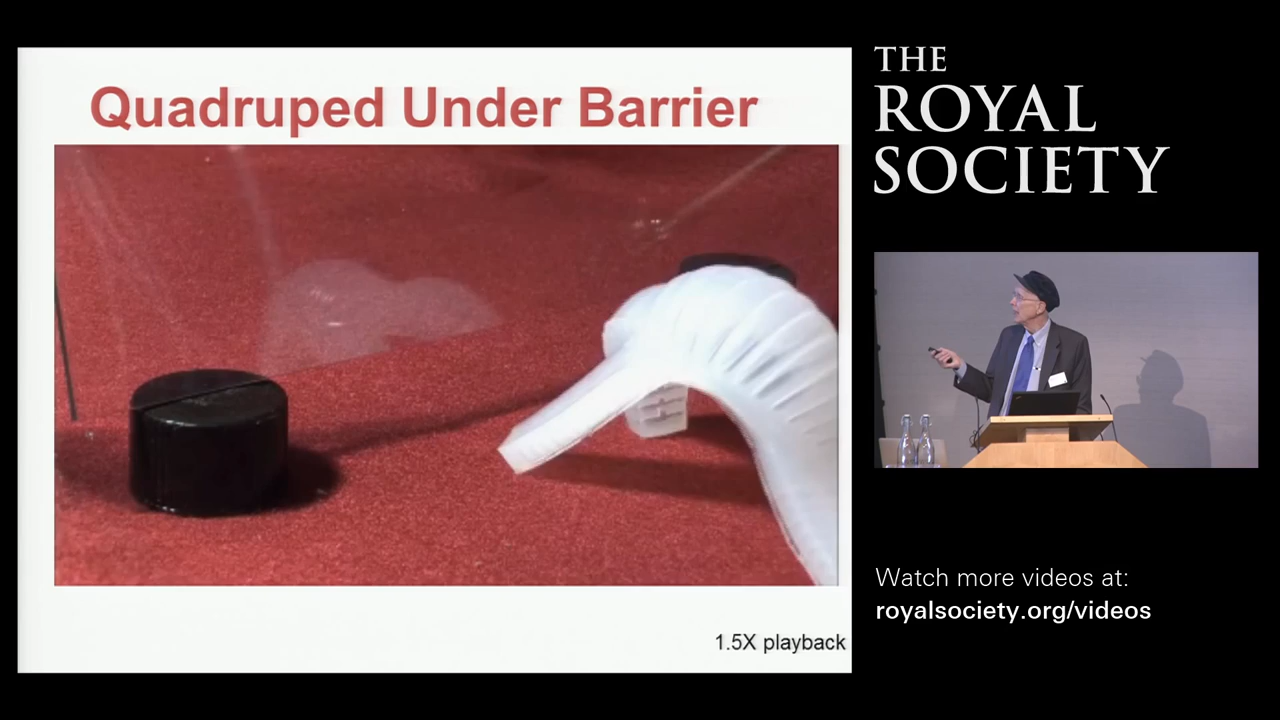 Quadruped Under Barrier
1.5X playback
THE
ROYAL
SOCIETY
Watch more videos at:
royalsociety.org/videos